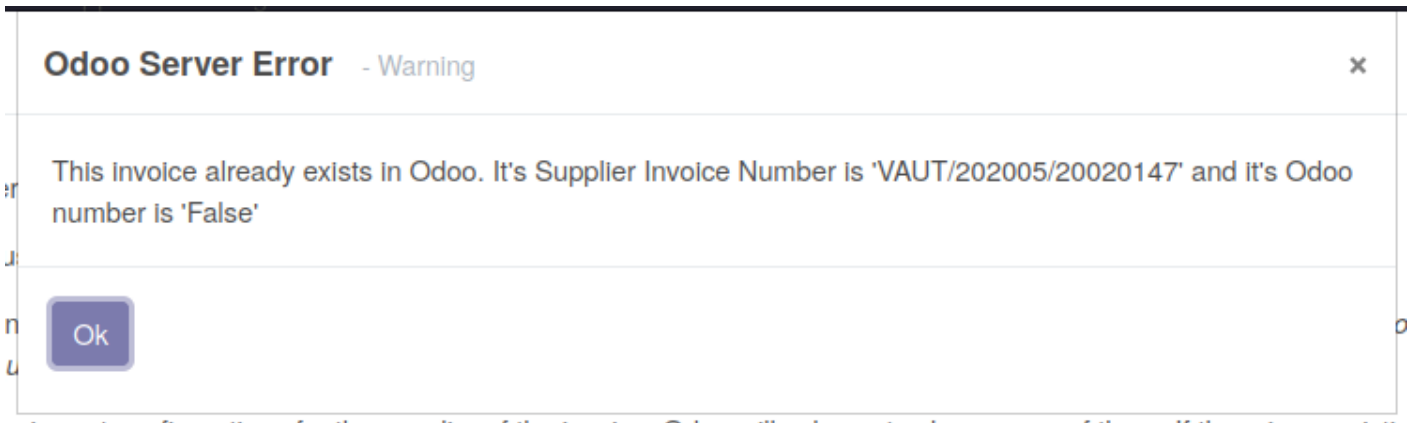 Odoo Server Error - Warning ×
This invoice already exists in Odoo. It's Supplier Invoice Number is 'VAUT/202005/20020147' and it's Odoo
number is 'False'
Ok